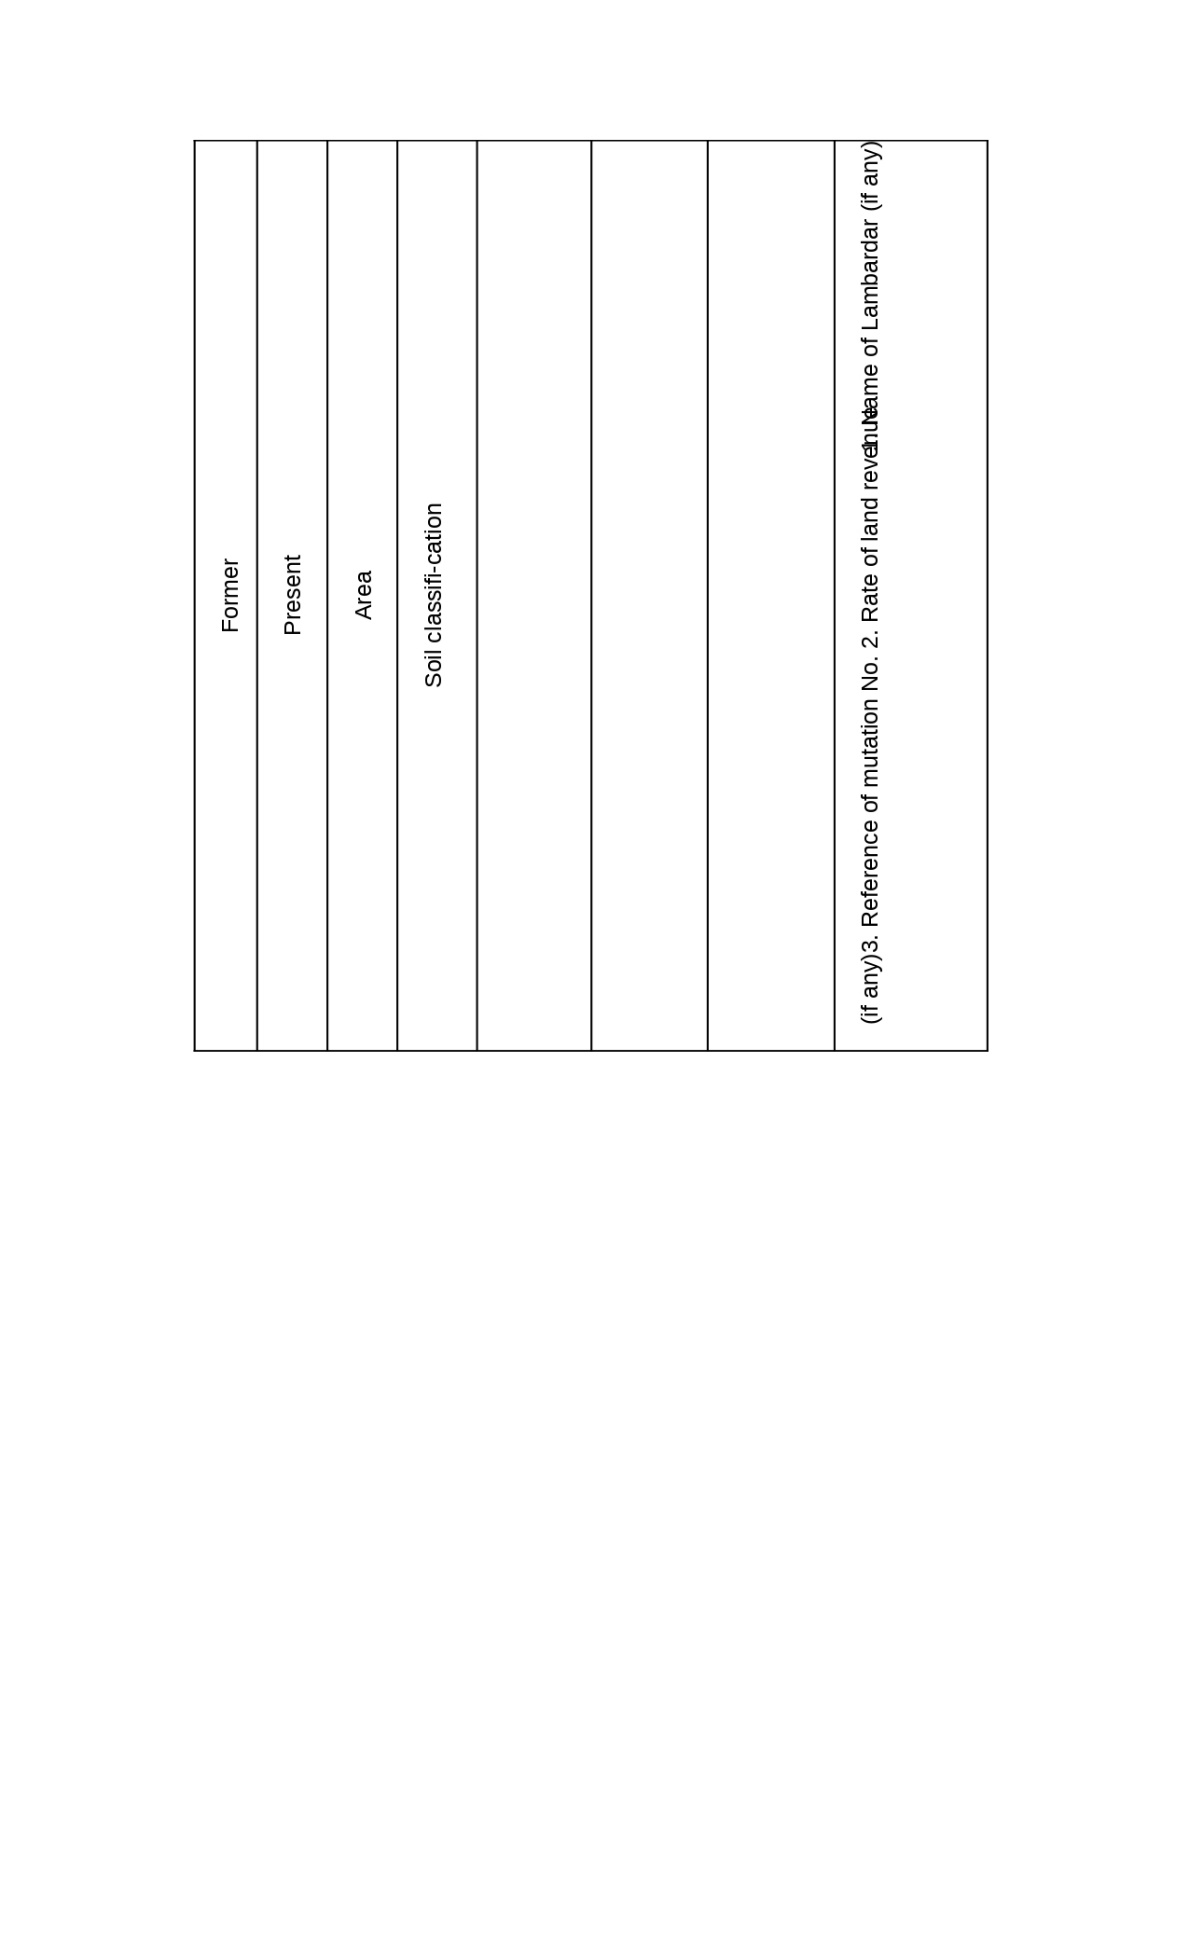 Former
Present
Area
Soil classifi-cation
1. Name of Lambardar (if any)
2. Rate of land revenue
3. Reference of mutation No.
(if any)